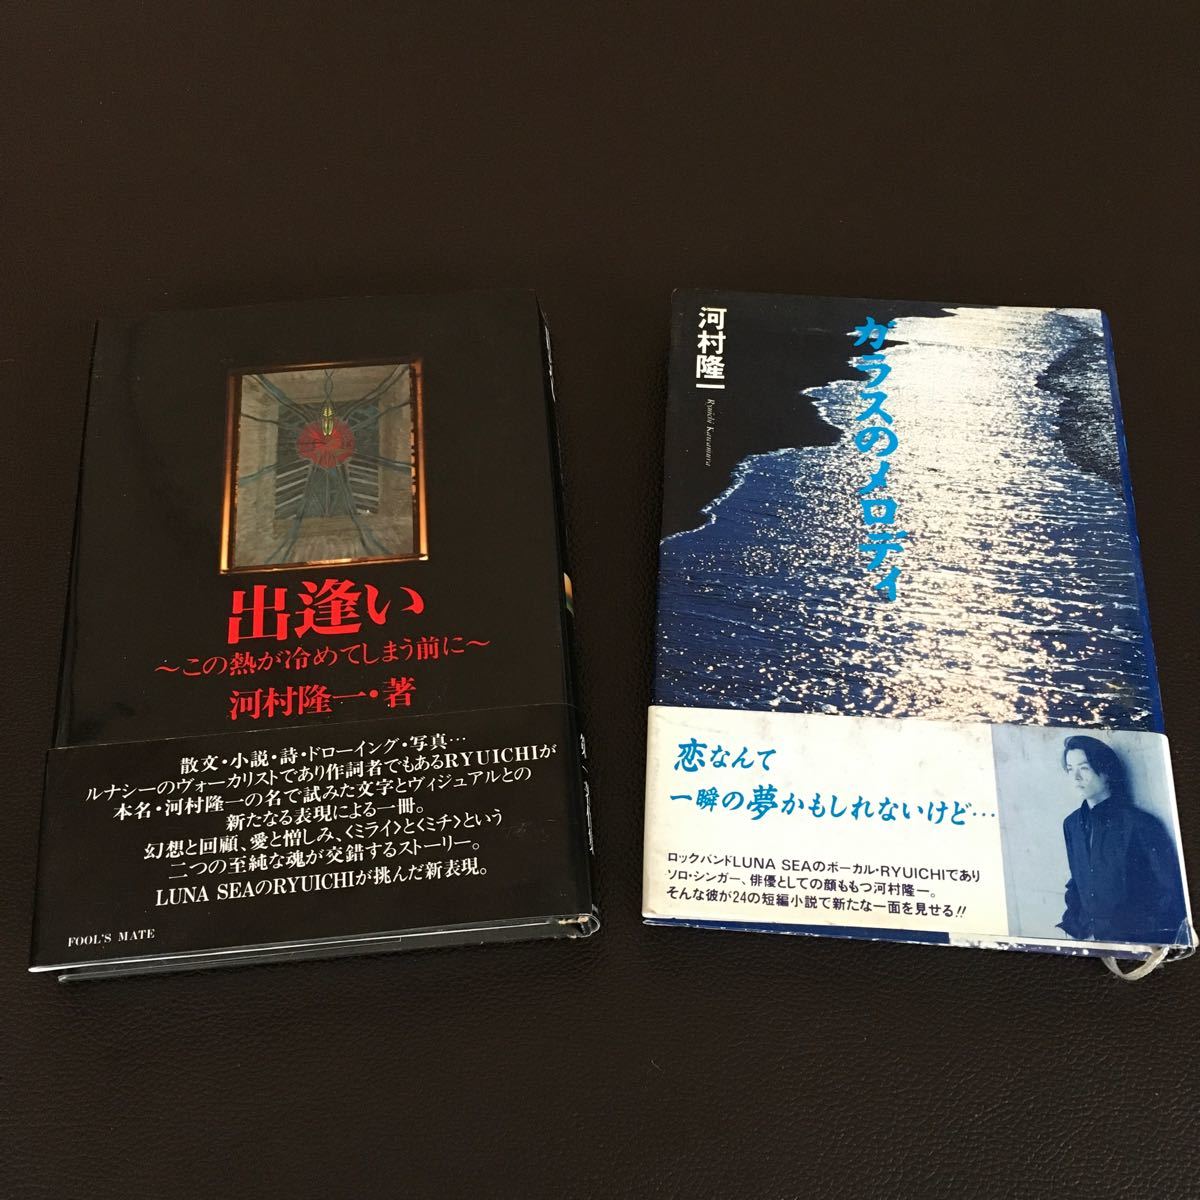 出逢い
～この熱が冷めてしまう前に～
河村隆一・著
散文・小説・詩・ドローイング・写真…
ルナシーのヴォーカリストであり作詞者でもあるRYUICHIが
本名・河村隆一の名で試みた文字とヴィジュアルとの
新たなる表現による一冊。
幻想と回顧、愛と憎しみ、〈ミライ〉と〈ミチ〉という
二つの至純な魂が交錯するストーリー。
LUNA SEAのRYUICHIが挑んだ新表現。
FOOL'S MATE
河村隆一
Ryuichi Kawamura
ガラスのメロディ
恋なんて
一瞬の夢かもしれないけど…
ロックバンドLUNA SEAのボーカル・RYUICHIであり
ソロ・シンガー、俳優としての顔ももつ河村隆一。
そんな彼が24の短編小説で新たな一面を見せる!!